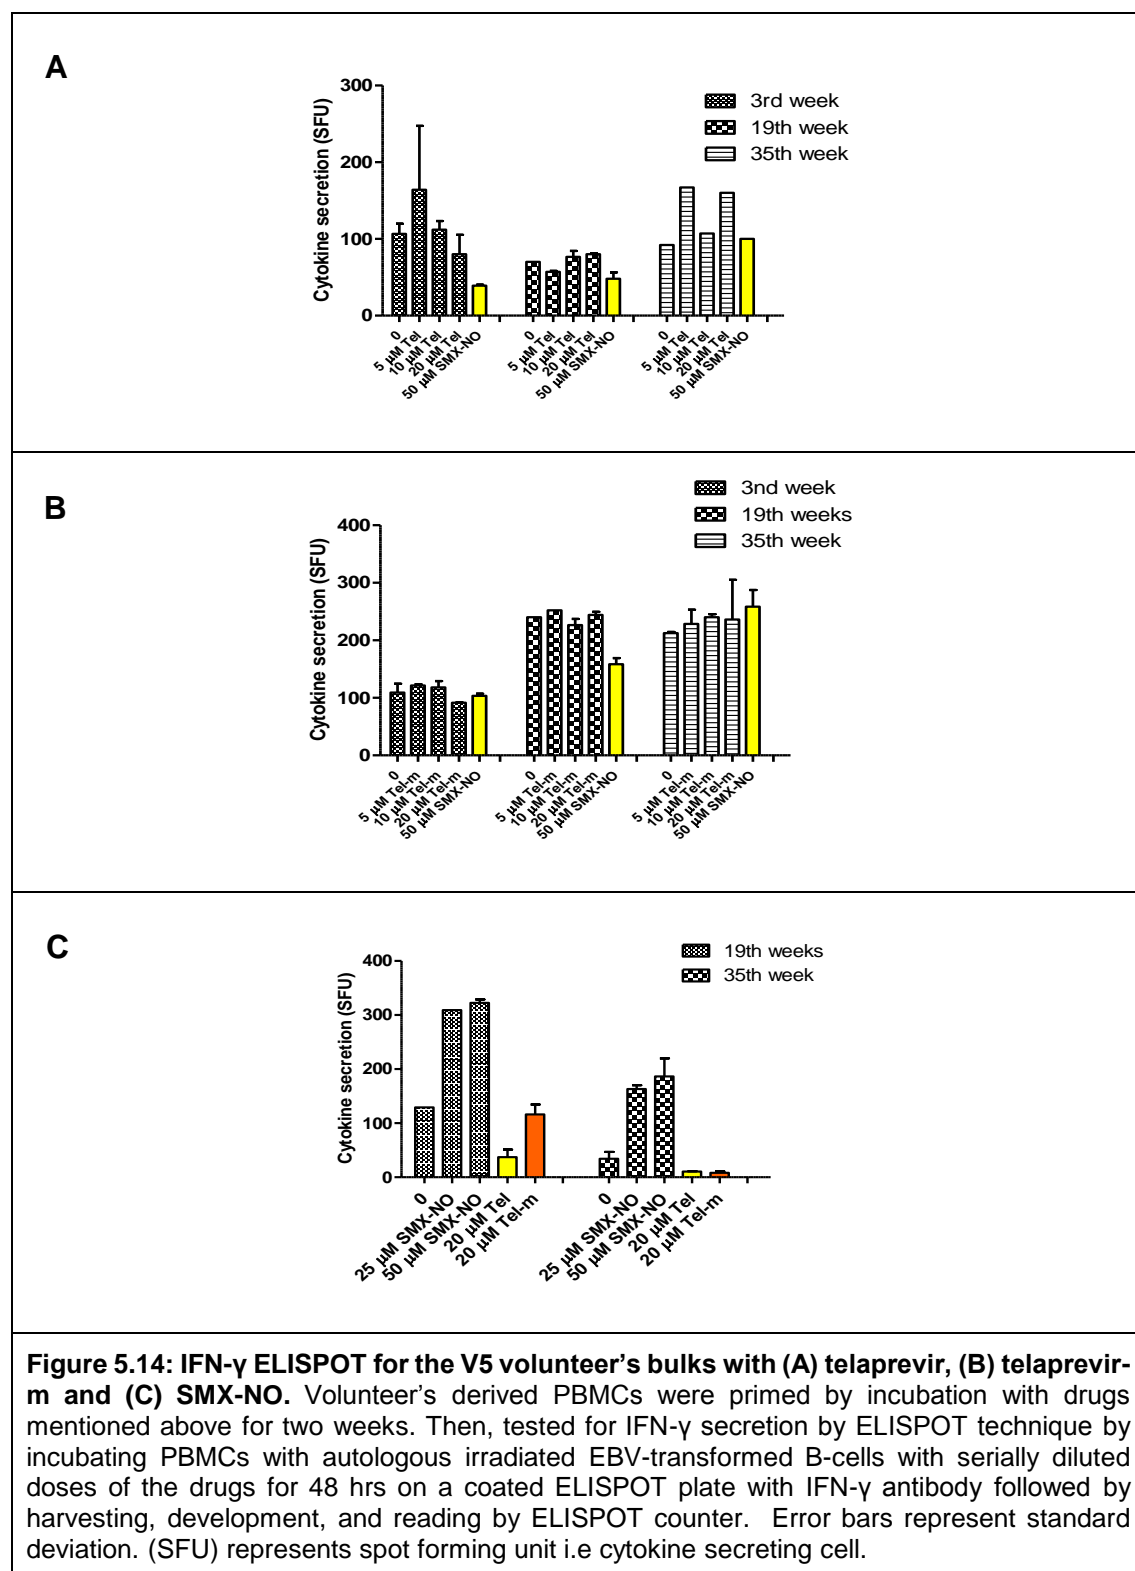 A
Cytokine secretion (SFU)
300
200
100
0
3rd week
19th week
35th week
0
5 µM Tel
10 µM Tel
20 µM Tel
50 µM SMX-NO
0
5 µM Tel
10 µM Tel
20 µM Tel
50 µM SMX-NO
0
5 µM Tel
10 µM Tel
20 µM Tel
50 µM SMX-NO
B
Cytokine secretion (SFU)
400
300
200
100
0
3nd week
19th weeks
35th week
0
5 µM Tel-m
10 µM Tel-m
20 µM Tel-m
50 µM SMX-NO
0
5 µM Tel-m
10 µM Tel-m
20 µM Tel-m
50 µM SMX-NO
0
5 µM Tel-m
10 µM Tel-m
20 µM Tel-m
50 µM SMX-NO
C
Cytokine secretion (SFU)
400
300
200
100
0
19th weeks
35th week
0
25 µM SMX-NO
50 µM SMX-NO
20 µM Tel
20 µM Tel-m
0
25 µM SMX-NO
50 µM SMX-NO
20 µM Tel
20 µM Tel-m
Figure 5.14: IFN-γ ELISPOT for the V5 volunteer’s bulks with (A) telaprevir, (B) telaprevir-
m and (C) SMX-NO. Volunteer’s derived PBMCs were primed by incubation with drugs
mentioned above for two weeks. Then, tested for IFN-γ secretion by ELISPOT technique by
incubating PBMCs with autologous irradiated EBV-transformed B-cells with serially diluted
doses of the drugs for 48 hrs on a coated ELISPOT plate with IFN-γ antibody followed by
harvesting, development, and reading by ELISPOT counter. Error bars represent standard
deviation. (SFU) represents spot forming unit i.e cytokine secreting cell.